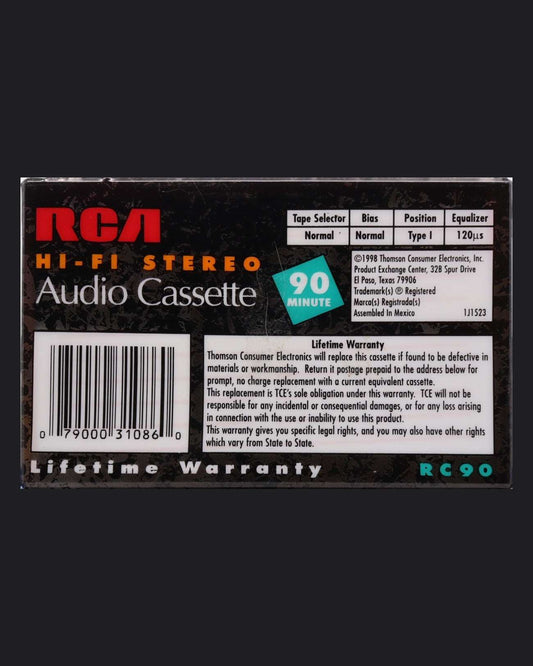 RCA
HI-FI STEREO
Audio Cassette
90
MINUTE
Tape Selector Bias Position Equalizer
Normal Normal Type I 120µs
©1998 Thomson Consumer Electronics, Inc.
Product Exchange Center, 32B Spur Drive
El Paso, Texas 79906
Trademark(s) ® Registered
Marca(s) Registrada(s)
Assembled In Mexico 1J1523
0 79000 31086 0
Lifetime Warranty
Thomson Consumer Electronics will replace this cassette if found to be defective in
materials or workmanship. Return it postage prepaid to the address below for
prompt, no charge replacement with a current equivalent cassette.
This replacement is TCE's sole obligation under this warranty. TCE will not be
responsible for any incidental or consequential damages, or for any loss arising
in connection with the use or inability to use this product.
This warranty gives you specific legal rights, and you may also have other rights
which vary from State to State.
Lifetime Warranty RC90